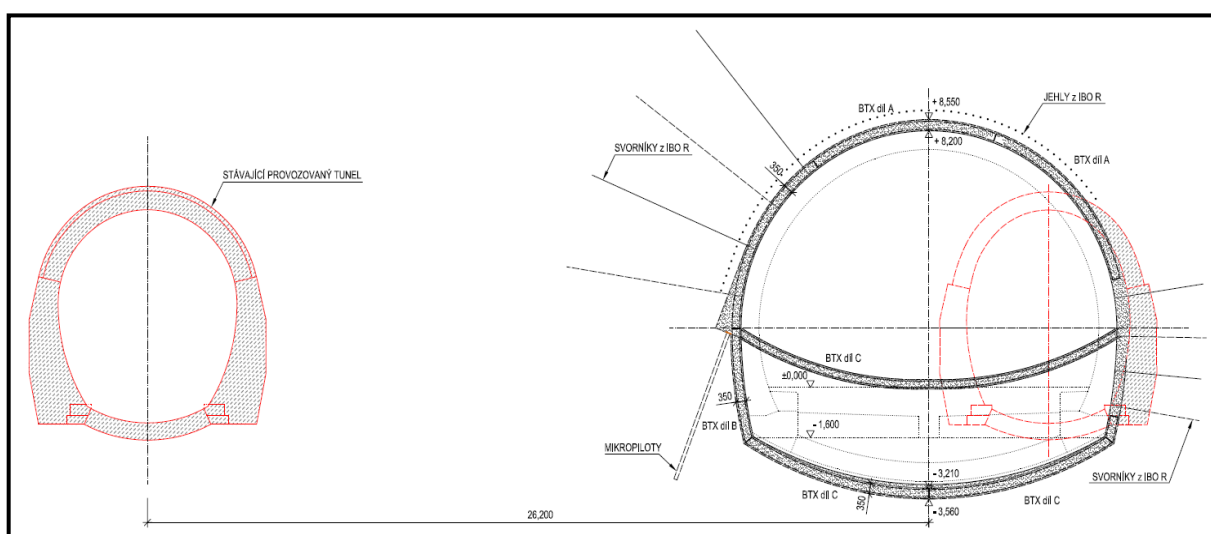 BTX díl A
+ 8,550
JEHLY z IBO R
+ 8,200
SVORNÍKY z IBO R
BTX díl A
STÁVAJÍCÍ PROVOZOVANÝ TUNEL
350
BTX díl C
±0,000
350
BTX díl B
- 1,600
MIKROPILOTY
- 3,210
SVORNÍKY z IBO R
BTX díl C
350
BTX díl C
26,200
- 3,560